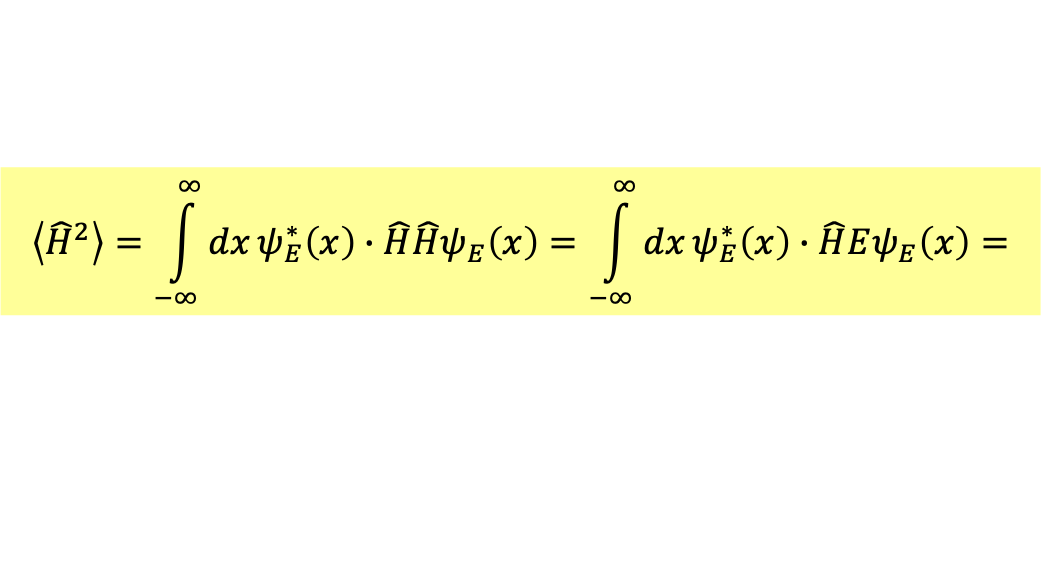 ⟨Ĥ²⟩ = ∫_{−∞}^{∞} dx ψ_E^*(x) · ĤĤψ_E(x) = ∫_{−∞}^{∞} dx ψ_E^*(x) · ĤEψ_E(x) =